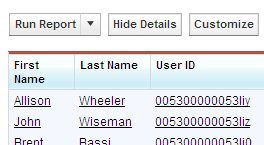 Run Report Hide Details Customize
First Name Last Name User ID
Allison Wheeler 005300000053liv
John Wiseman 005300000053liz
Brent Bassi 005300000053li0